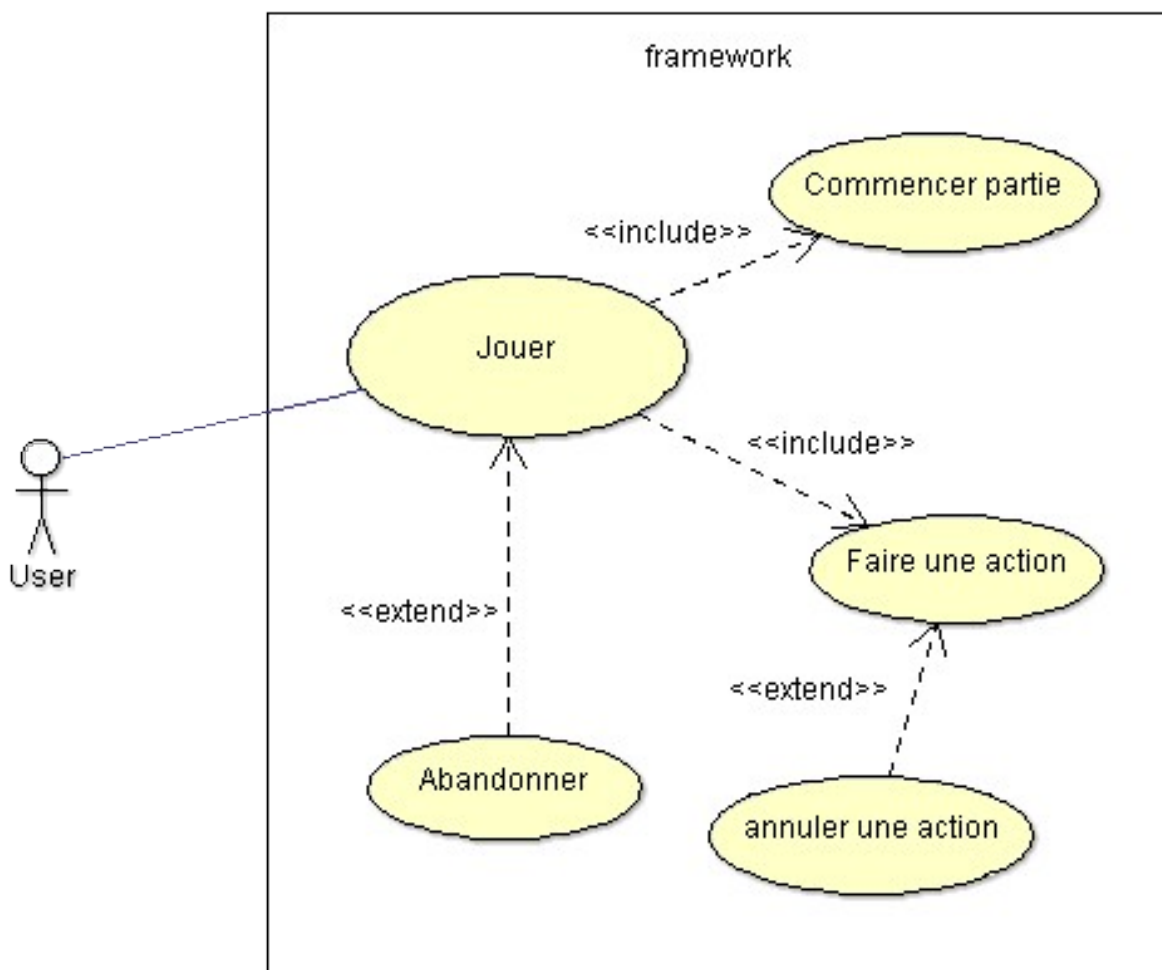 framework
Commencer partie
<<include>>
Jouer
<<include>>
User
Faire une action
<<extend>>
<<extend>>
Abandonner
annuler une action